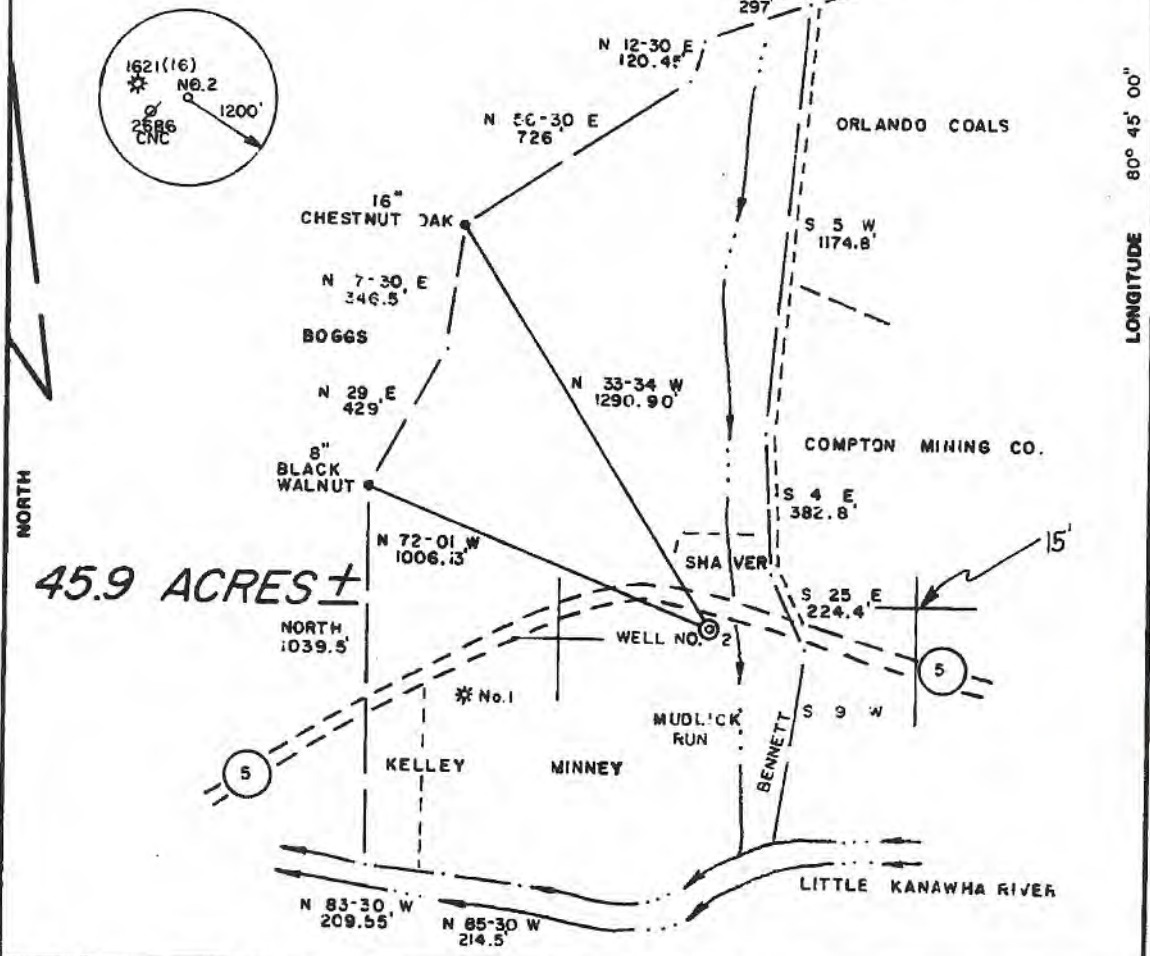 297'
N 12-30 E
120.45'
1621(16)
NO.2
1200'
2686
CNC
N 56-30 E
726'
ORLANDO COALS
LONGITUDE 80° 45' 00"
16"
CHESTNUT OAK
S 5 W
1174.8'
N 7-30 E
346.5'
BOGGS
N 33-34 W
1290.90'
N 29 E
429'
COMPTON MINING CO.
8"
BLACK
WALNUT
NORTH
S 4 E
382.8'
N 72-01 W
1006.13'
15'
SHAVER
45.9 ACRES ±
S 25 E
224.4'
NORTH
1039.5'
WELL NO. 2
5
No.1
MUDLICK
RUN
S 9 W
BENNETT
5
KELLEY
MINNEY
LITTLE KANAWHA RIVER
N 83-30 W
209.55'
N 85-30 W
214.5'